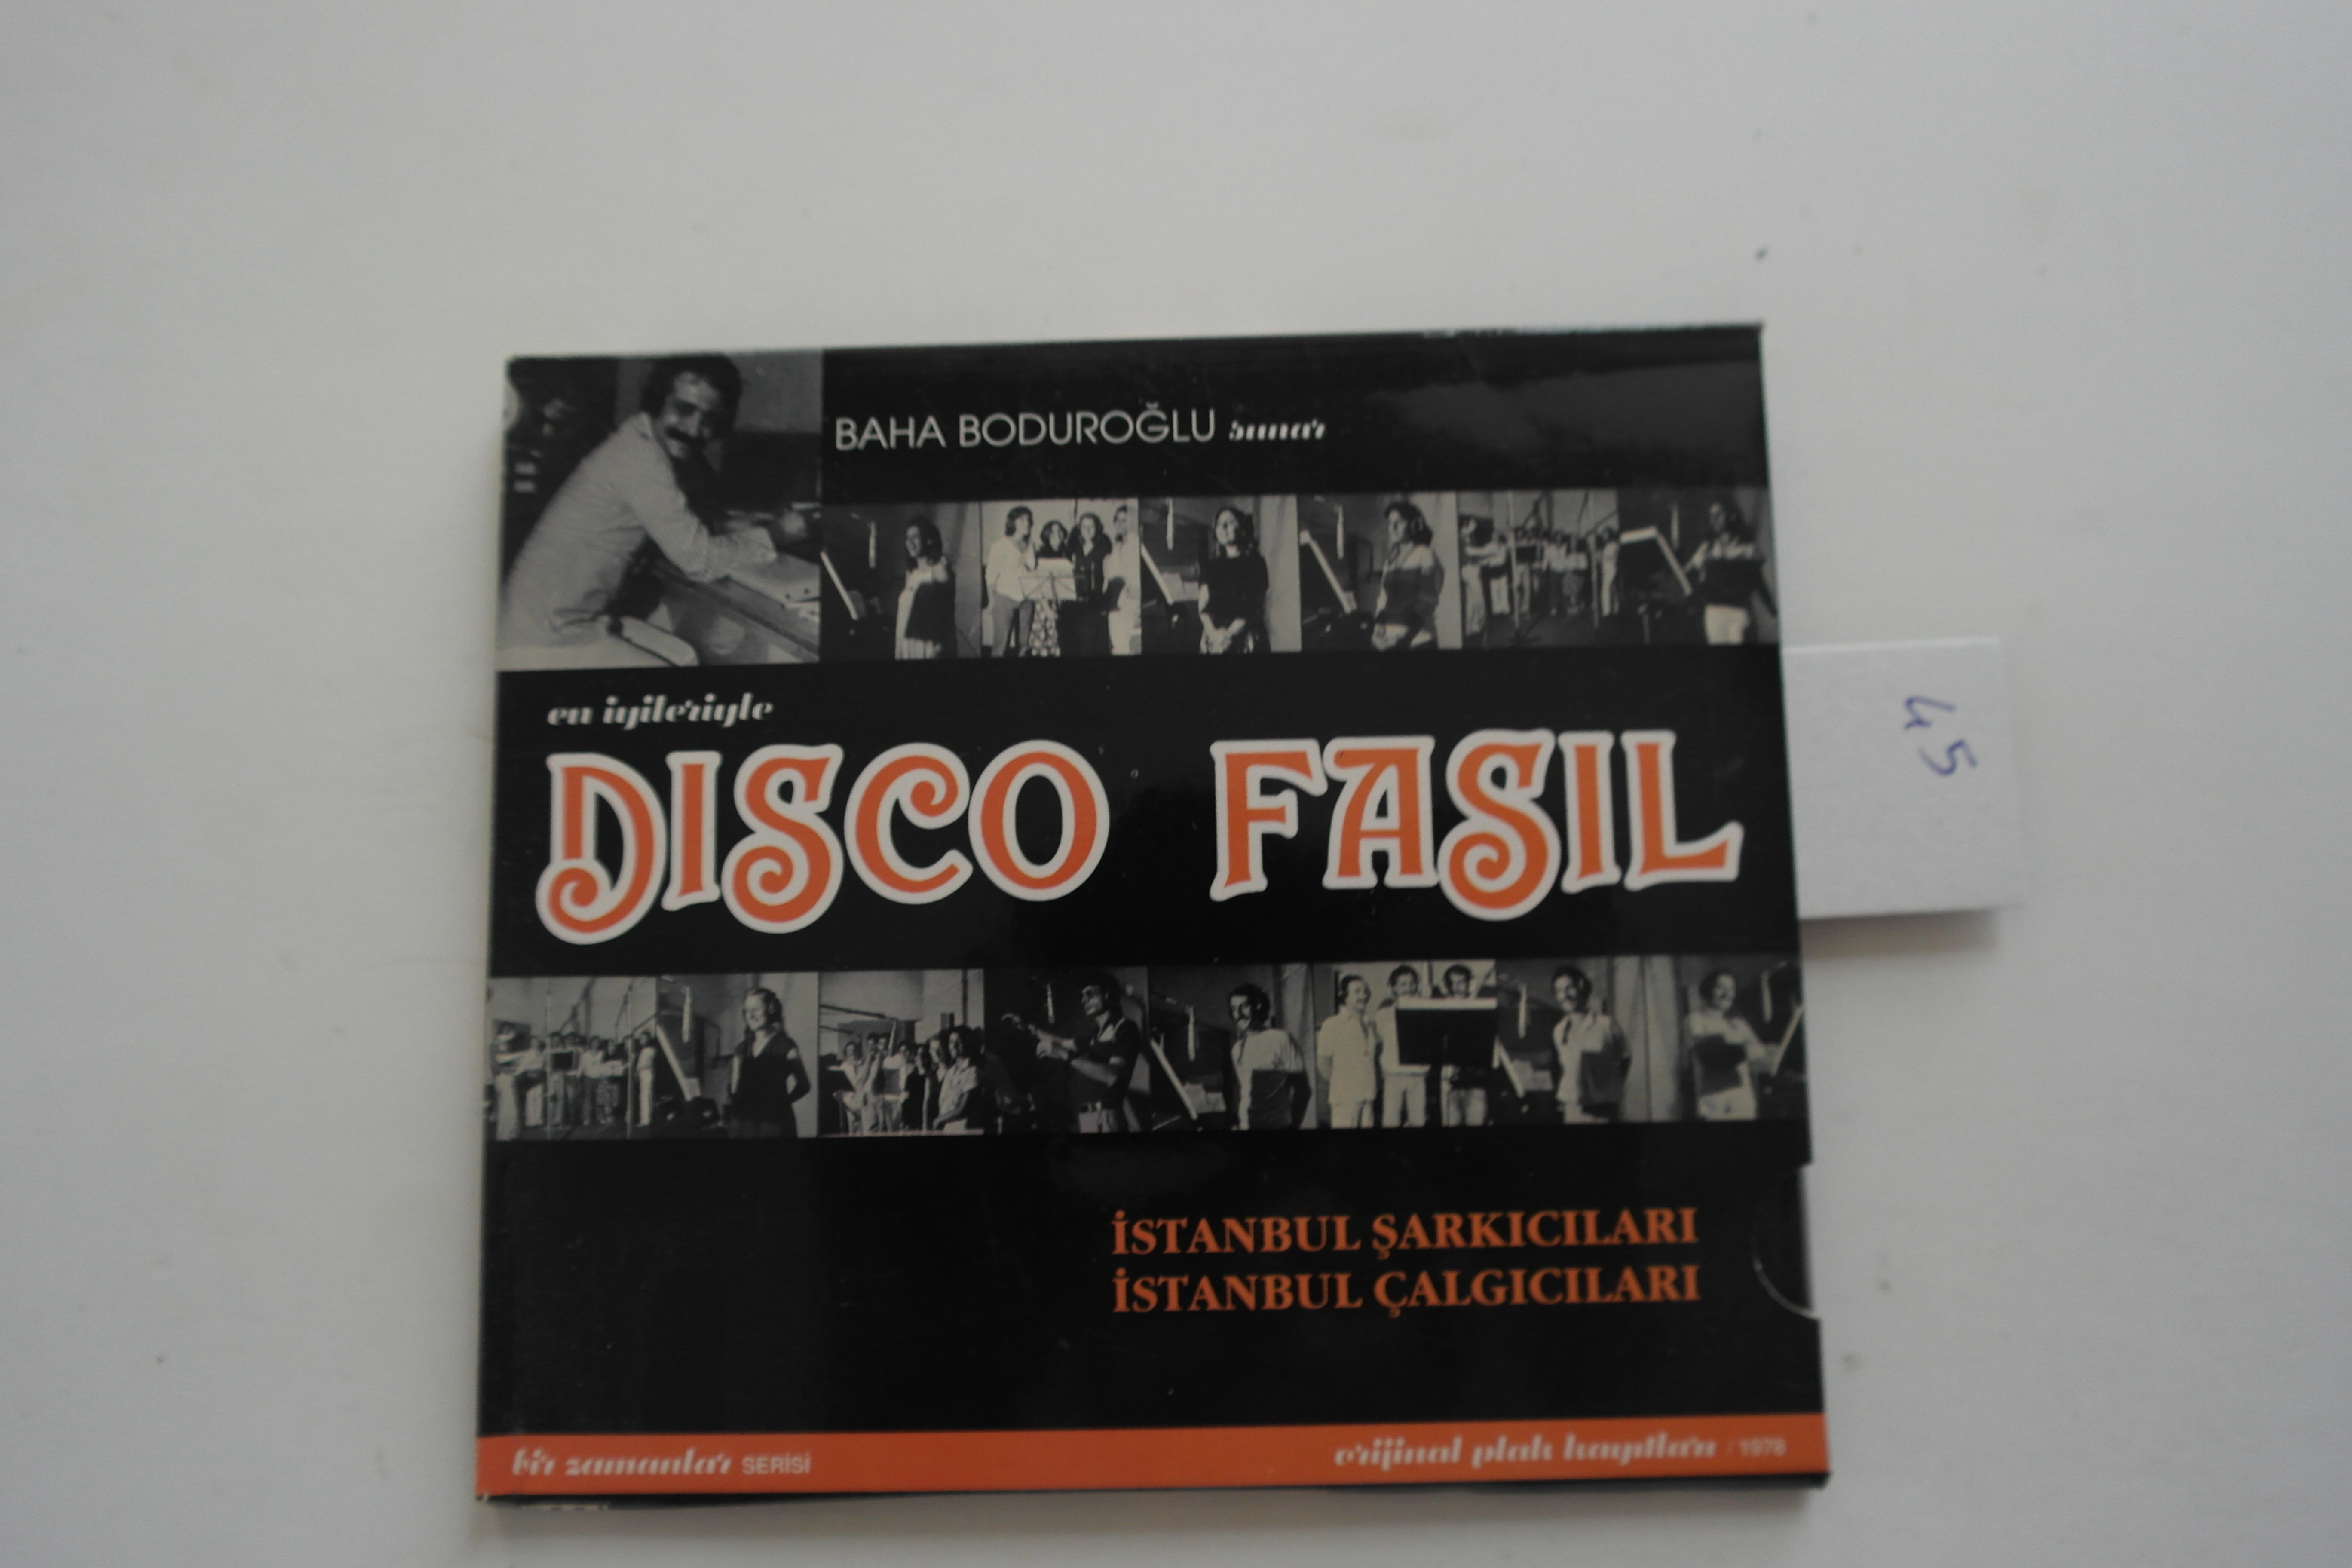 BAHA BODUROĞLU sunar
en iyileriyle
DISCO FASIL
45
İSTANBUL ŞARKICILARI
İSTANBUL ÇALGICILARI
bir zamanlar SERİSİ
orijinal plak kayıtları / 1978